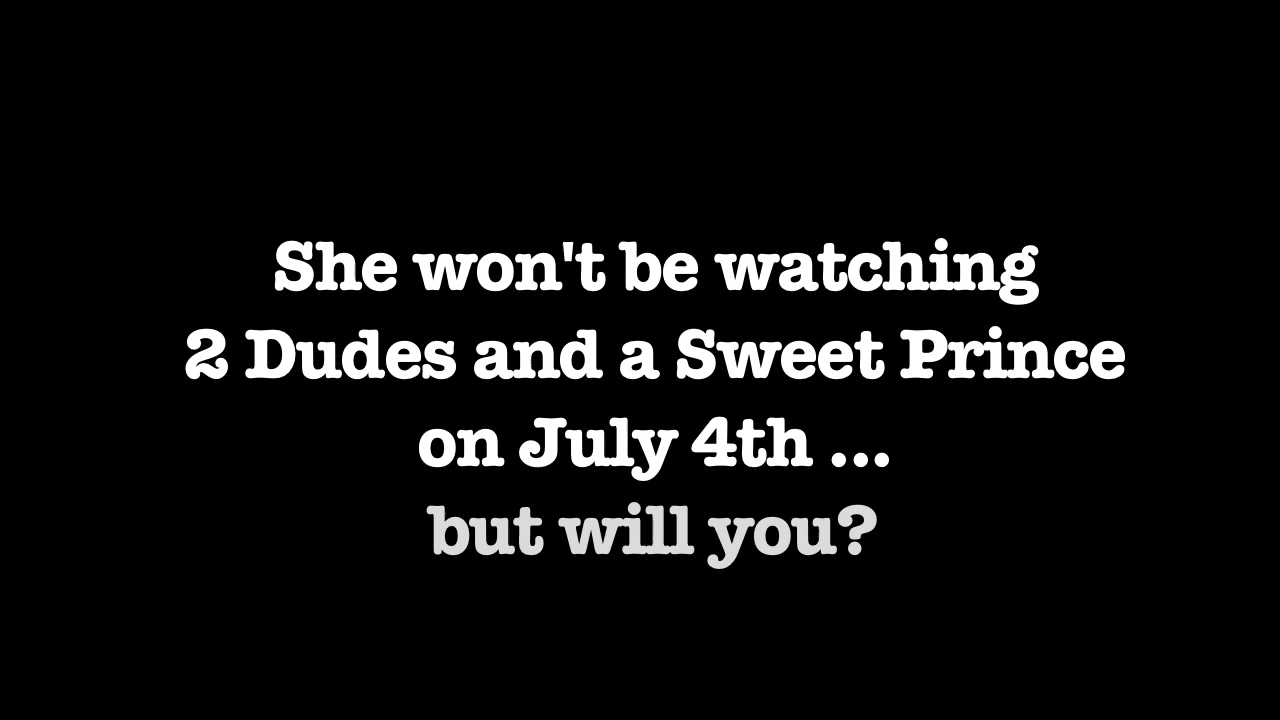 She won't be watching
2 Dudes and a Sweet Prince
on July 4th ...
but will you?